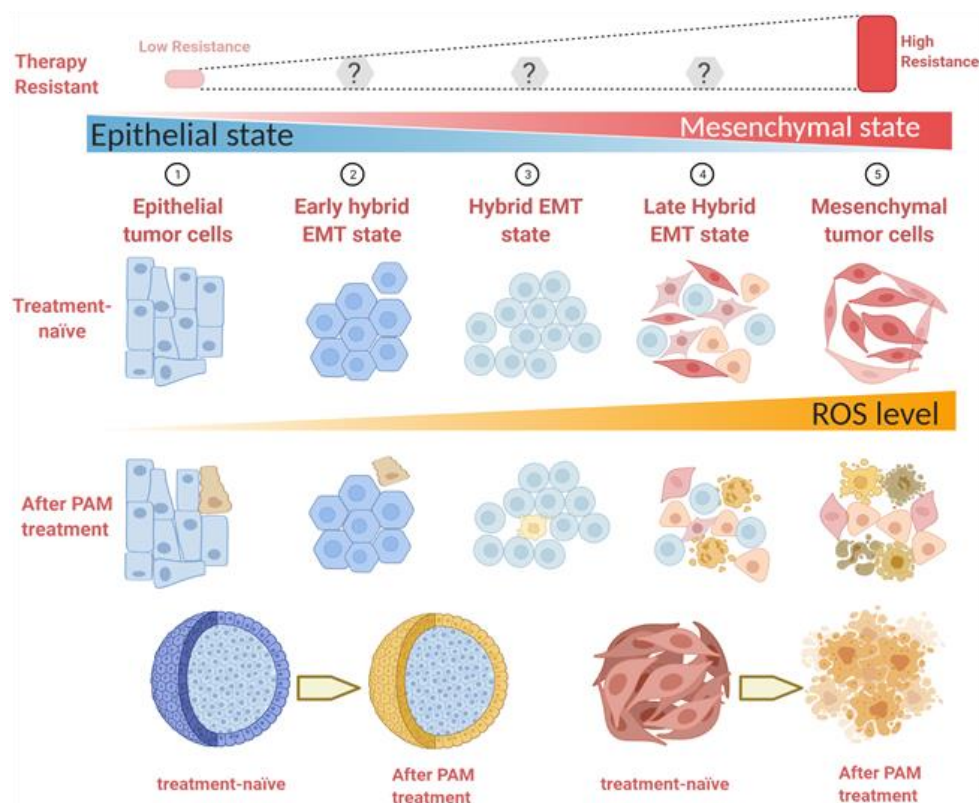 Therapy
Resistant
Low Resistance
?
?
?
High
Resistance
Epithelial state
Mesenchymal state
1
2
3
4
5
Epithelial
tumor cells
Early hybrid
EMT state
Hybrid EMT
state
Late Hybrid
EMT state
Mesenchymal
tumor cells
Treatment-
naïve
ROS level
After PAM
treatment
treatment-naïve
After PAM
treatment
treatment-naïve
After PAM
treatment